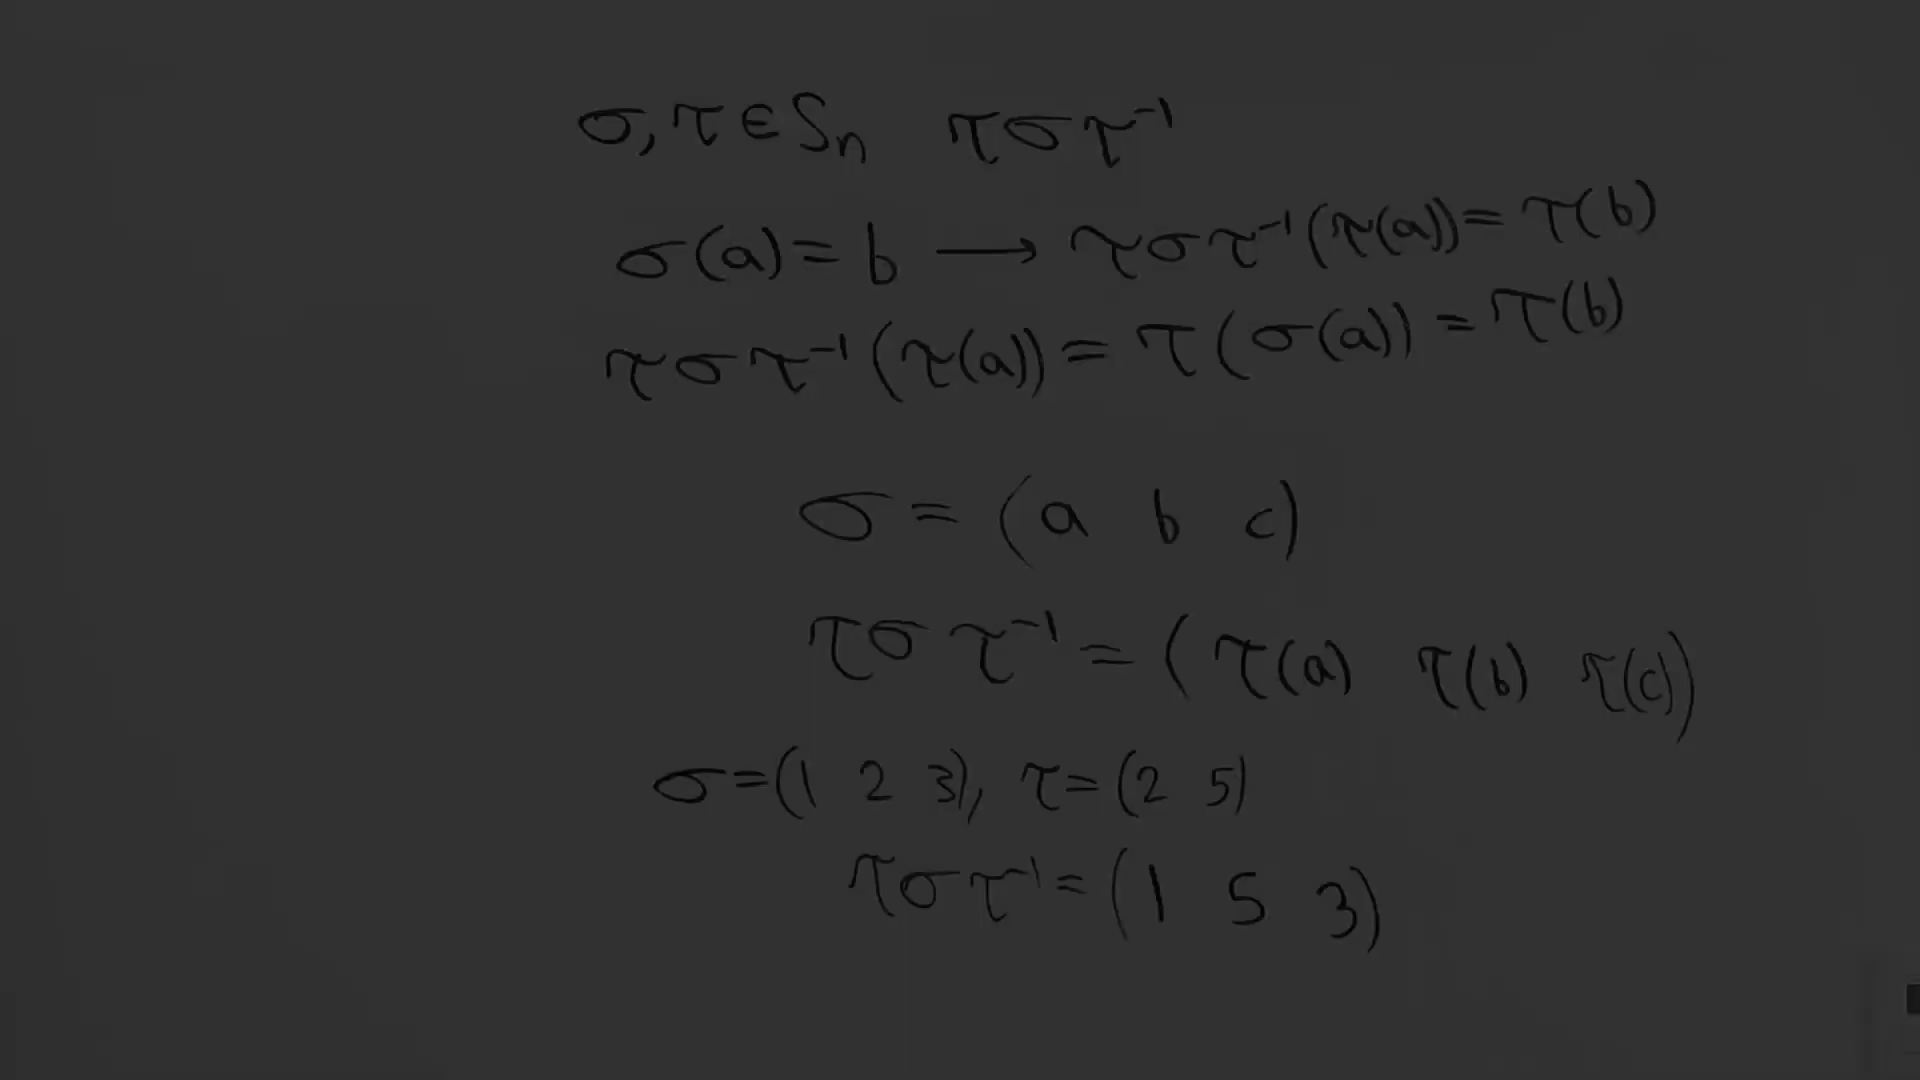 σ, τ ∈ Sₙ τστ⁻¹
σ(a) = b ⟶ τστ⁻¹(τ(a)) = τ(b)
τστ⁻¹(τ(a)) = τ(σ(a)) = τ(b)
σ = (a b c)
τστ⁻¹ = (τ(a) τ(b) τ(c))
σ = (1 2 3), τ = (2 5)
τστ⁻¹ = (1 5 3)